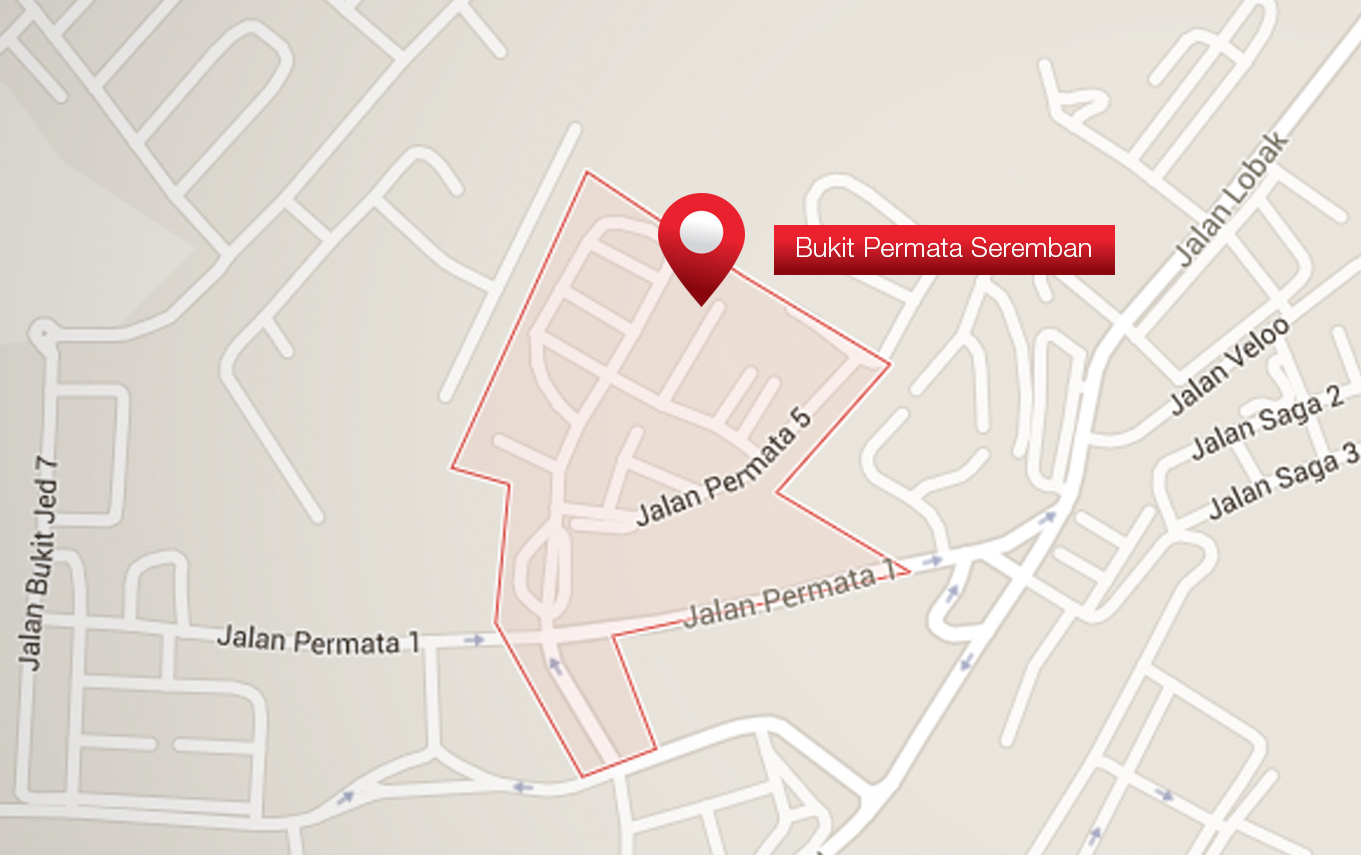 Jalan Lobak
Bukit Permata Seremban
Jalan Veloo
Jalan Saga 2
Jalan Permata 5
Jalan Saga 3
Jalan Bukit Jed 7
Jalan Permata 1
Jalan Permata 1